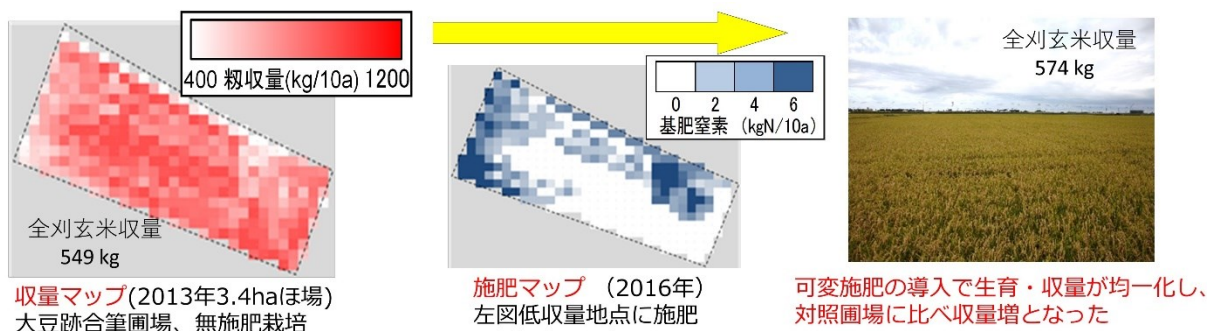 400 籾収量(kg/10a) 1200
全刈玄米収量
549 kg
収量マップ(2013年3.4haほ場)
大豆跡合筆圃場、無施肥栽培
0 2 4 6
基肥窒素 (kgN/10a)
施肥マップ (2016年)
左図低収量地点に施肥
全刈玄米収量
574 kg
可変施肥の導入で生育・収量が均一化し、
対照圃場に比べ収量増となった